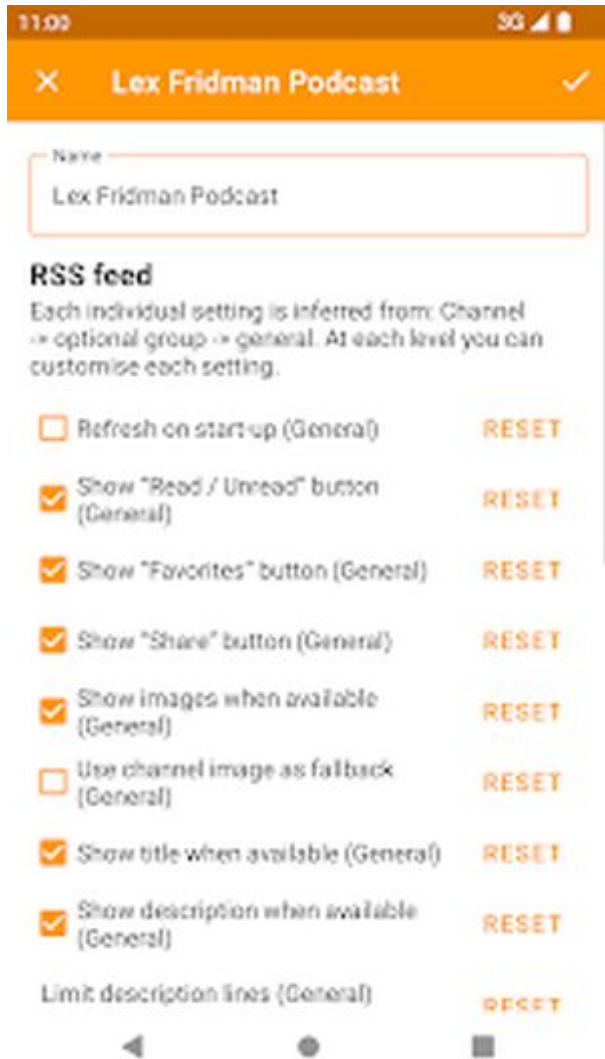 11:00 3G
Lex Fridman Podcast
Name
Lex Fridman Podcast
RSS feed
Each individual setting is inferred from: Channel
-> optional group -> general. At each level you can
customise each setting.
Refresh on start-up (General) RESET
Show "Read / Unread" button
(General) RESET
Show "Favorites" button (General) RESET
Show "Share" button (General) RESET
Show images when available
(General) RESET
Use channel image as fallback
(General) RESET
Show title when available (General) RESET
Show description when available
(General) RESET
Limit description lines (General)
RESET